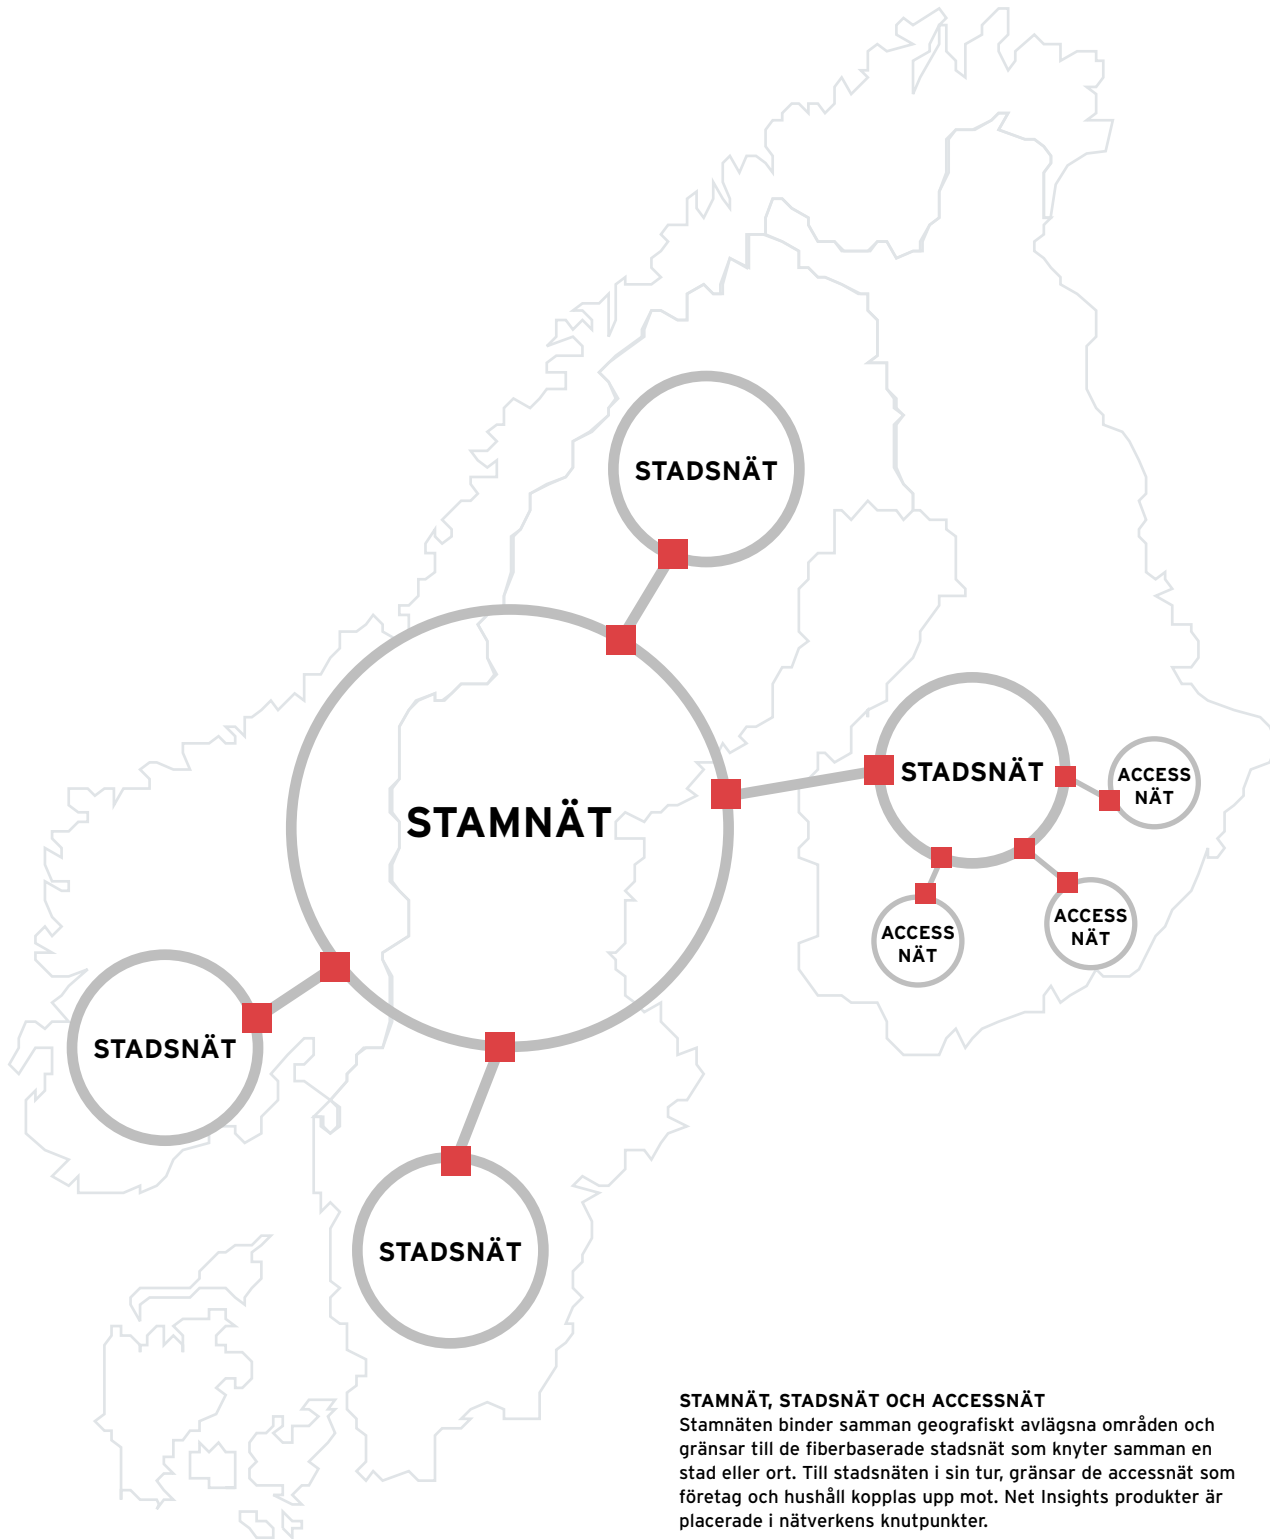 STADSNÄT
STADSNÄT
ACCESS
NÄT
STAMNÄT
ACCESS
NÄT
ACCESS
NÄT
STADSNÄT
STADSNÄT
STAMNÄT, STADSNÄT OCH ACCESSNÄT
Stamnäten binder samman geografiskt avlägsna områden och
gränsar till de fiberbaserade stadsnät som knyter samman en
stad eller ort. Till stadsnäten i sin tur, gränsar de accessnät som
företag och hushåll kopplas upp mot. Net Insights produkter är
placerade i nätverkens knutpunkter.